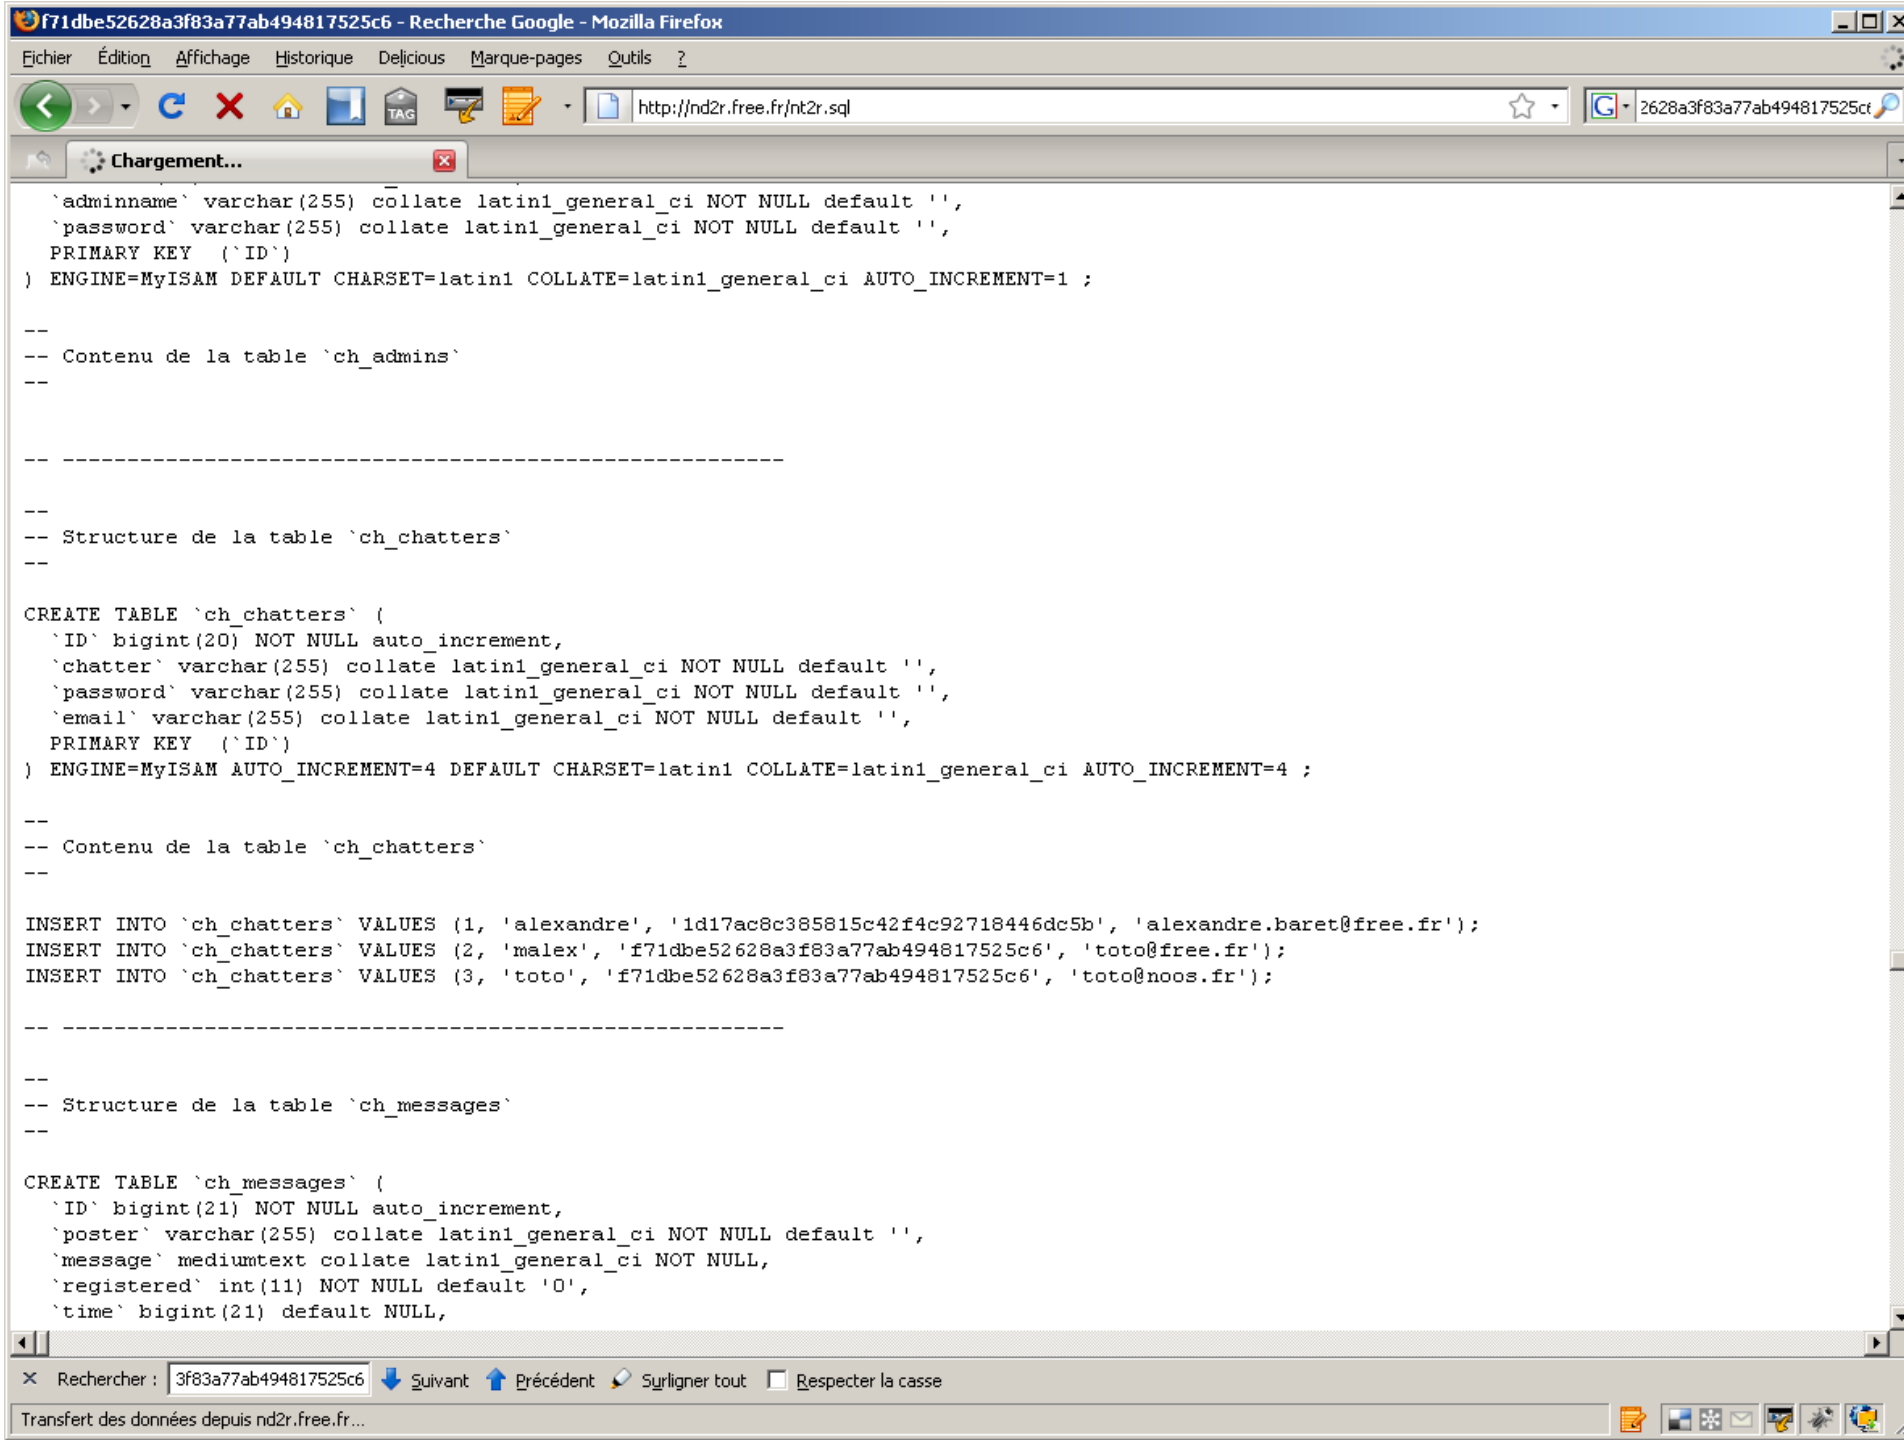 f71dbe52628a3f83a77ab494817525c6 - Recherche Google - Mozilla Firefox
Fichier Édition Affichage Historique Delicious Marque-pages Outils ?
TAG http://nd2r.free.fr/nt2r.sql G 2628a3f83a77ab494817525c6
Chargement...
`adminname` varchar(255) collate latin1_general_ci NOT NULL default '',
`password` varchar(255) collate latin1_general_ci NOT NULL default '',
PRIMARY KEY (`ID`)
) ENGINE=MyISAM DEFAULT CHARSET=latin1 COLLATE=latin1_general_ci AUTO_INCREMENT=1 ;
--
-- Contenu de la table `ch_admins`
--
-- --------------------------------------------------------
--
-- Structure de la table `ch_chatters`
--
CREATE TABLE `ch_chatters` (
`ID` bigint(20) NOT NULL auto_increment,
`chatter` varchar(255) collate latin1_general_ci NOT NULL default '',
`password` varchar(255) collate latin1_general_ci NOT NULL default '',
`email` varchar(255) collate latin1_general_ci NOT NULL default '',
PRIMARY KEY (`ID`)
) ENGINE=MyISAM AUTO_INCREMENT=4 DEFAULT CHARSET=latin1 COLLATE=latin1_general_ci AUTO_INCREMENT=4 ;
--
-- Contenu de la table `ch_chatters`
--
INSERT INTO `ch_chatters` VALUES (1, 'alexandre', '1d17ac8c385815c42f4c92718446dc5b', 'alexandre.baret@free.fr');
INSERT INTO `ch_chatters` VALUES (2, 'malex', 'f71dbe52628a3f83a77ab494817525c6', 'toto@free.fr');
INSERT INTO `ch_chatters` VALUES (3, 'toto', 'f71dbe52628a3f83a77ab494817525c6', 'toto@noos.fr');
-- --------------------------------------------------------
--
-- Structure de la table `ch_messages`
--
CREATE TABLE `ch_messages` (
`ID` bigint(21) NOT NULL auto_increment,
`poster` varchar(255) collate latin1_general_ci NOT NULL default '',
`message` mediumtext collate latin1_general_ci NOT NULL,
`registered` int(11) NOT NULL default '0',
`time` bigint(21) default NULL,
Rechercher : 3f83a77ab494817525c6 Suivant Précédent Surligner tout Respecter la casse
Transfert des données depuis nd2r.free.fr...